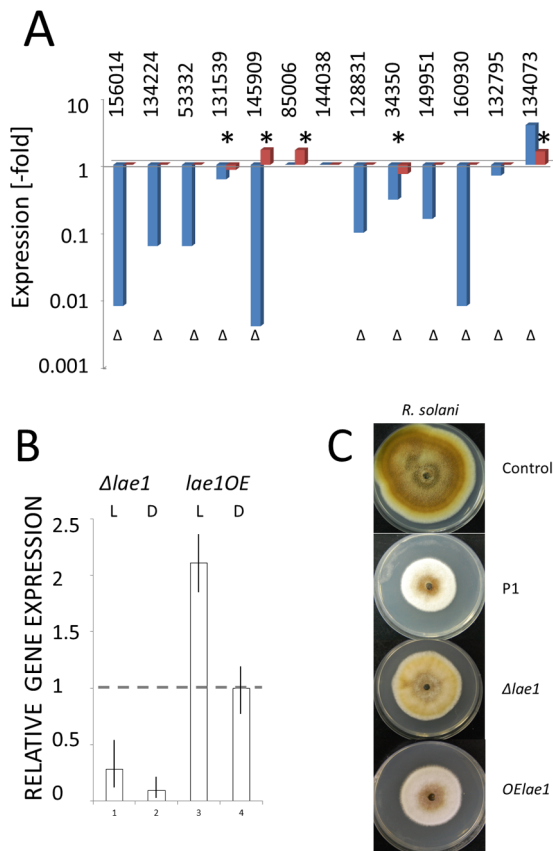 A
156014 134224 53332 131539 145909 85006 144038 128831 34350 149951 160930 132795 134073
Expression [-fold]
10
* * * * *
1
0.1
0.01
Δ Δ Δ Δ Δ Δ Δ Δ Δ Δ Δ
0.001
B
Δlae1 lae1OE
L D L D
RELATIVE GENE EXPRESSION
2.5
2
1.5
1
0.5
0
1 2 3 4
C
R. solani
Control
P1
Δlae1
OElae1